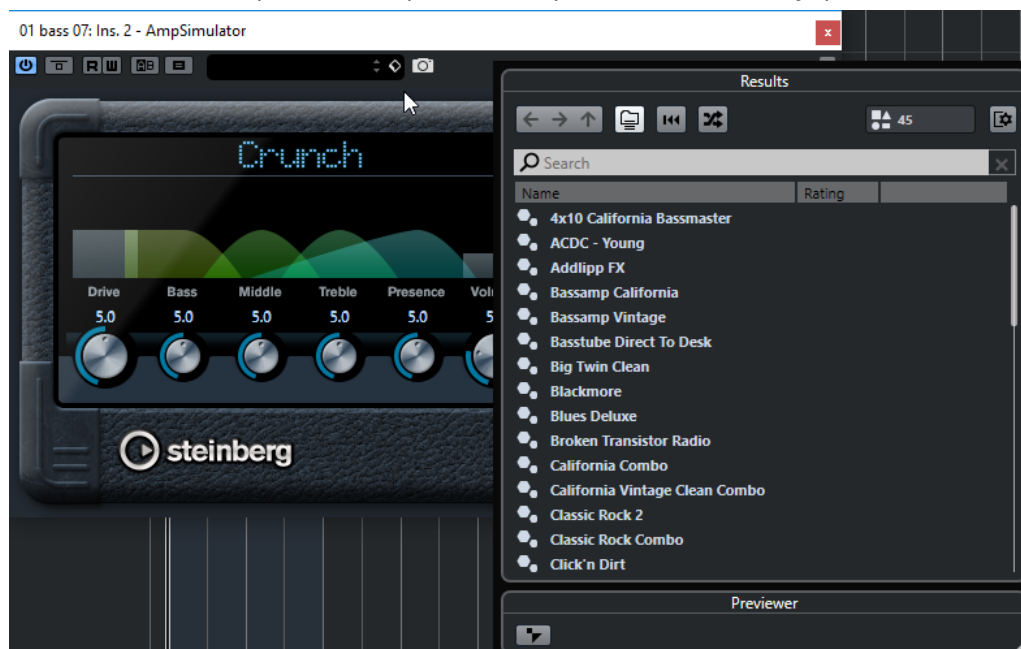 01 bass 07: Ins. 2 - AmpSimulator
x
R W
AB
Results
45
Search
Name Rating
Crunch
Drive Bass Middle Treble Presence
5.0 5.0 5.0 5.0 5.0 5
steinberg
4x10 California Bassmaster
ACDC - Young
Addlipp FX
Bassamp California
Bassamp Vintage
Basstube Direct To Desk
Big Twin Clean
Blackmore
Blues Deluxe
Broken Transistor Radio
California Combo
California Vintage Clean Combo
Classic Rock 2
Classic Rock Combo
Click'n Dirt
Previewer